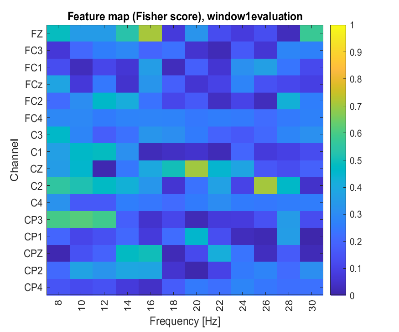 Feature map (Fisher score), window1evaluation
Channel
FZ
FC3
FC1
FCz
FC2
FC4
C3
C1
CZ
C2
C4
CP3
CP1
CPZ
CP2
CP4
8 10 12 14 16 18 20 22 24 26 28 30
Frequency [Hz]
1
0.9
0.8
0.7
0.6
0.5
0.4
0.3
0.2
0.1
0